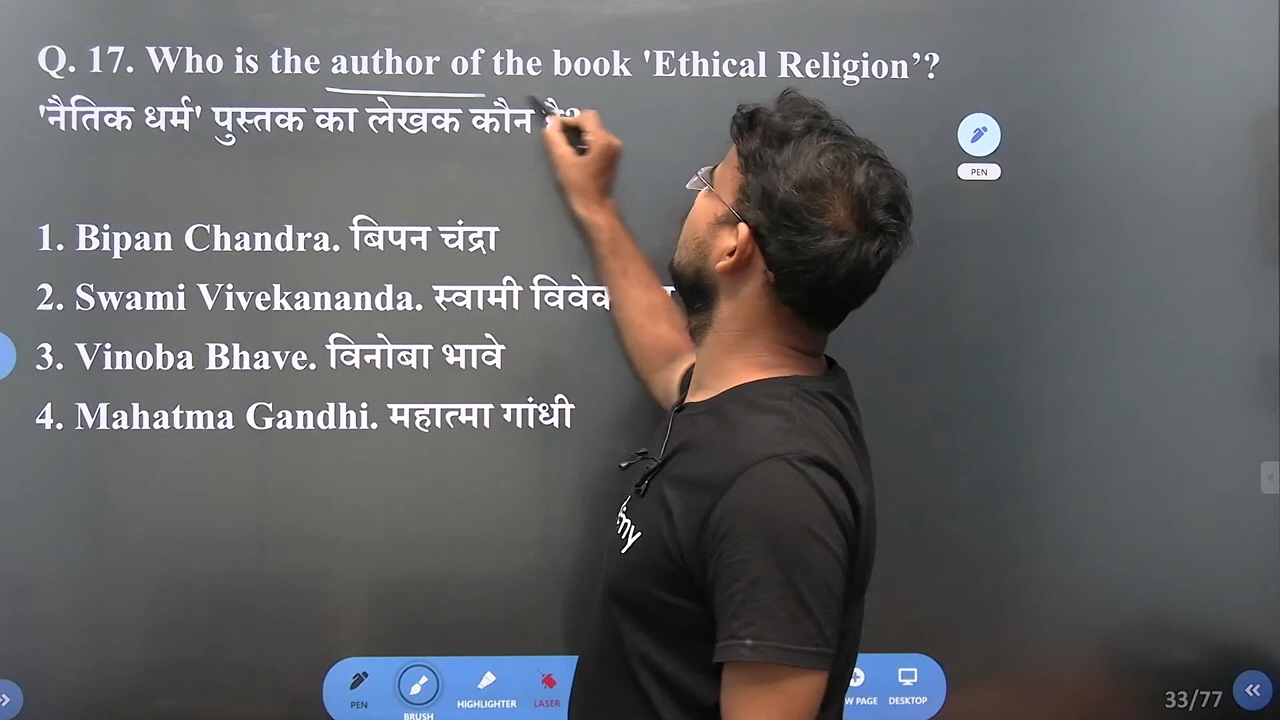 Q. 17. Who is the author of the book 'Ethical Religion’?
'नैतिक धर्म' पुस्तक का लेखक कौन है?
PEN
1. Bipan Chandra. बिपन चंद्रा
2. Swami Vivekananda. स्वामी
3. Vinoba Bhave. विनोबा भावे
4. Mahatma Gandhi. महात्मा गांधी
PEN
BRUSH
HIGHLIGHTER
LASER
PAGE
DESKTOP
33/77